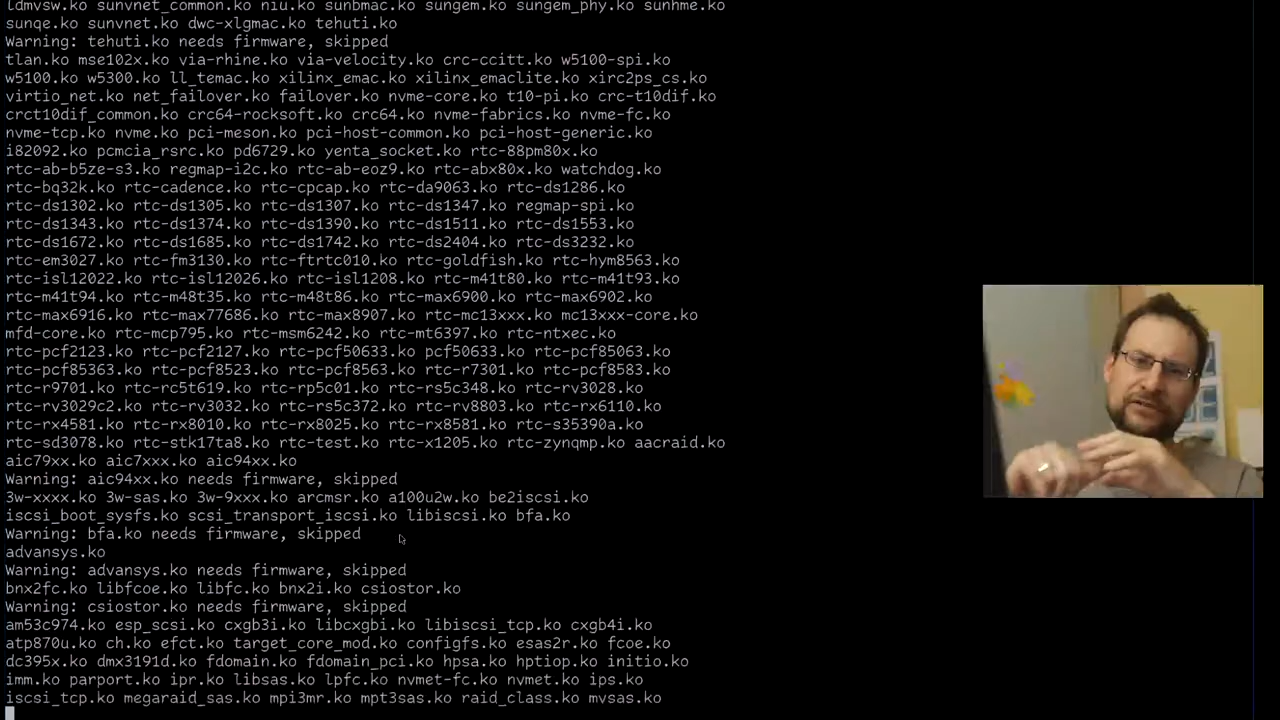 ldmvsw.ko sunvnet_common.ko niu.ko sunbmac.ko sungem.ko sungem_phy.ko sunhme.ko
sunqe.ko sunvnet.ko dwc-xlgmac.ko tehuti.ko
Warning: tehuti.ko needs firmware, skipped
tlan.ko mse102x.ko via-rhine.ko via-velocity.ko crc-ccitt.ko w5100-spi.ko
w5100.ko w5300.ko ll_temac.ko xilinx_emac.ko xilinx_emaclite.ko xirc2ps_cs.ko
virtio_net.ko net_failover.ko failover.ko nvme-core.ko t10-pi.ko crc-t10dif.ko
crct10dif_common.ko crc64-rocksoft.ko crc64.ko nvme-fabrics.ko nvme-fc.ko
nvme-tcp.ko nvme.ko pci-meson.ko pci-host-common.ko pci-host-generic.ko
i82092.ko pcmcia_rsrc.ko pd6729.ko yenta_socket.ko rtc-88pm80x.ko
rtc-ab-b5ze-s3.ko regmap-i2c.ko rtc-ab-eoz9.ko rtc-abx80x.ko watchdog.ko
rtc-bq32k.ko rtc-cadence.ko rtc-cpcap.ko rtc-da9063.ko rtc-ds1286.ko
rtc-ds1302.ko rtc-ds1305.ko rtc-ds1307.ko rtc-ds1347.ko regmap-spi.ko
rtc-ds1343.ko rtc-ds1374.ko rtc-ds1390.ko rtc-ds1511.ko rtc-ds1553.ko
rtc-ds1672.ko rtc-ds1685.ko rtc-ds1742.ko rtc-ds2404.ko rtc-ds3232.ko
rtc-em3027.ko rtc-fm3130.ko rtc-ftrtc010.ko rtc-goldfish.ko rtc-hym8563.ko
rtc-isl12022.ko rtc-isl12026.ko rtc-isl1208.ko rtc-m41t80.ko rtc-m41t93.ko
rtc-m41t94.ko rtc-m48t35.ko rtc-m48t86.ko rtc-max6900.ko rtc-max6902.ko
rtc-max6916.ko rtc-max77686.ko rtc-max8907.ko rtc-mc13xxx.ko mc13xxx-core.ko
mfd-core.ko rtc-mcp795.ko rtc-msm6242.ko rtc-mt6397.ko rtc-ntxec.ko
rtc-pcf2123.ko rtc-pcf2127.ko rtc-pcf50633.ko pcf50633.ko rtc-pcf85063.ko
rtc-pcf85363.ko rtc-pcf8523.ko rtc-pcf8563.ko rtc-r7301.ko rtc-pcf8583.ko
rtc-r9701.ko rtc-rc5t619.ko rtc-rp5c01.ko rtc-rs5c348.ko rtc-rv3028.ko
rtc-rv3029c2.ko rtc-rv3032.ko rtc-rs5c372.ko rtc-rv8803.ko rtc-rx6110.ko
rtc-rx4581.ko rtc-rx8010.ko rtc-rx8025.ko rtc-rx8581.ko rtc-s35390a.ko
rtc-sd3078.ko rtc-stk17ta8.ko rtc-test.ko rtc-x1205.ko rtc-zynqmp.ko aacraid.ko
aic79xx.ko aic7xxx.ko aic94xx.ko
Warning: aic94xx.ko needs firmware, skipped
3w-xxxx.ko 3w-sas.ko 3w-9xxx.ko arcmsr.ko a100u2w.ko be2iscsi.ko
iscsi_boot_sysfs.ko scsi_transport_iscsi.ko libiscsi.ko bfa.ko
Warning: bfa.ko needs firmware, skipped
advansys.ko
Warning: advansys.ko needs firmware, skipped
bnx2fc.ko libfcoe.ko libfc.ko bnx2i.ko csiostor.ko
Warning: csiostor.ko needs firmware, skipped
am53c974.ko esp_scsi.ko cxgb3i.ko libcxgbi.ko libiscsi_tcp.ko cxgb4i.ko
atp870u.ko ch.ko efct.ko target_core_mod.ko configfs.ko esas2r.ko fcoe.ko
dc395x.ko dmx3191d.ko fdomain.ko fdomain_pci.ko hpsa.ko hptiop.ko initio.ko
imm.ko parport.ko ipr.ko libsas.ko lpfc.ko nvmet-fc.ko nvmet.ko ips.ko
iscsi_tcp.ko megaraid_sas.ko mpi3mr.ko mpt3sas.ko raid_class.ko mvsas.ko